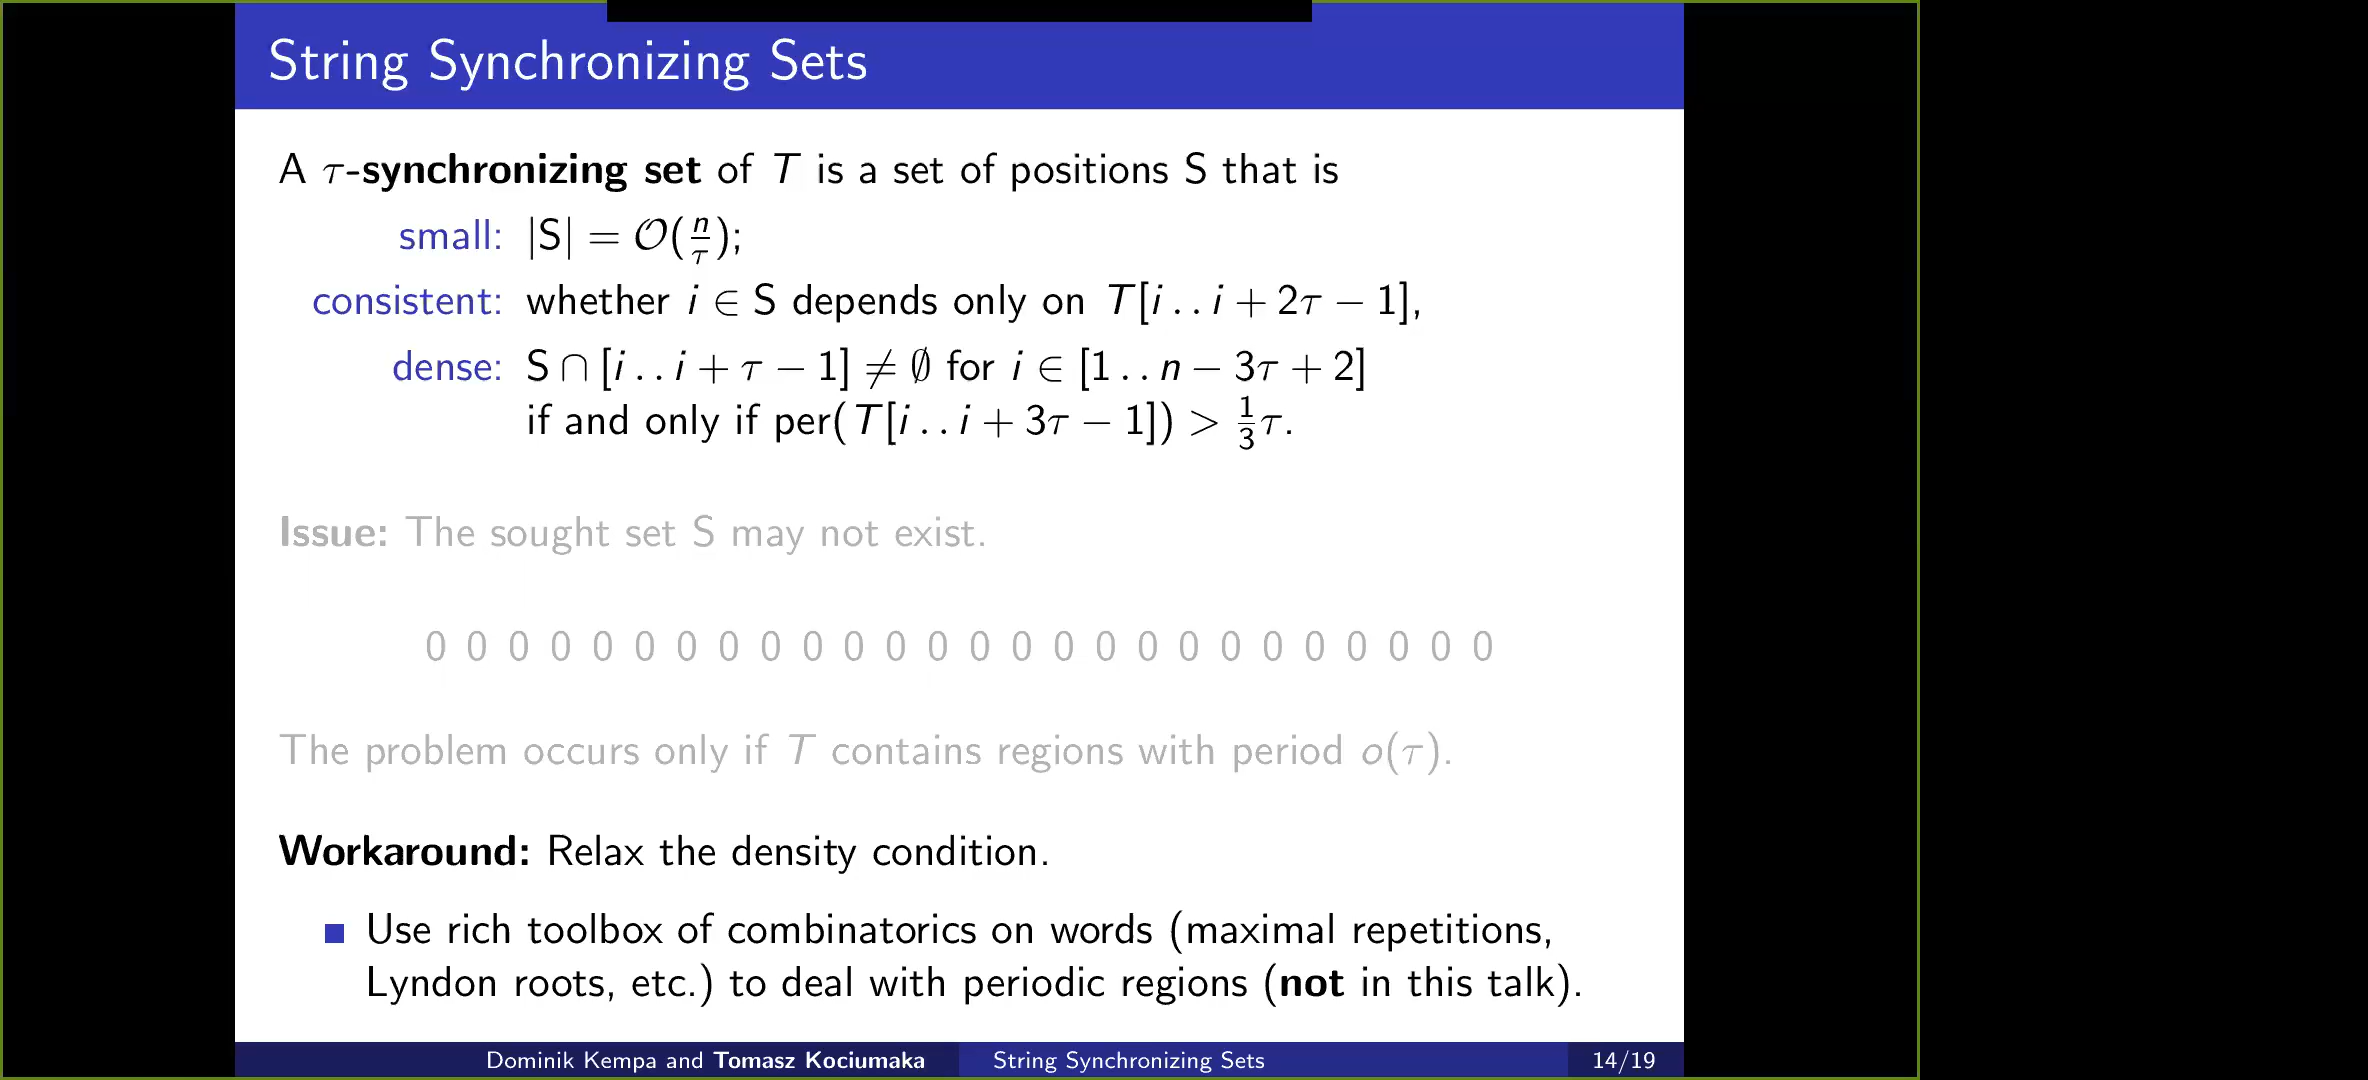 String Synchronizing Sets
A τ-synchronizing set of T is a set of positions S that is
small: |S| = 𝒪(n/τ);
consistent: whether i ∈ S depends only on T[i . . i + 2τ − 1],
dense: S ∩ [i . . i + τ − 1] ≠ ∅ for i ∈ [1 . . n − 3τ + 2]
if and only if per(T[i . . i + 3τ − 1]) > 1/3 τ.
Issue: The sought set S may not exist.
0 0 0 0 0 0 0 0 0 0 0 0 0 0 0 0 0 0 0 0 0 0 0 0 0 0
The problem occurs only if T contains regions with period o(τ).
Workaround: Relax the density condition.
Use rich toolbox of combinatorics on words (maximal repetitions,
Lyndon roots, etc.) to deal with periodic regions (not in this talk).
Dominik Kempa and Tomasz Kociumaka String Synchronizing Sets 14/19